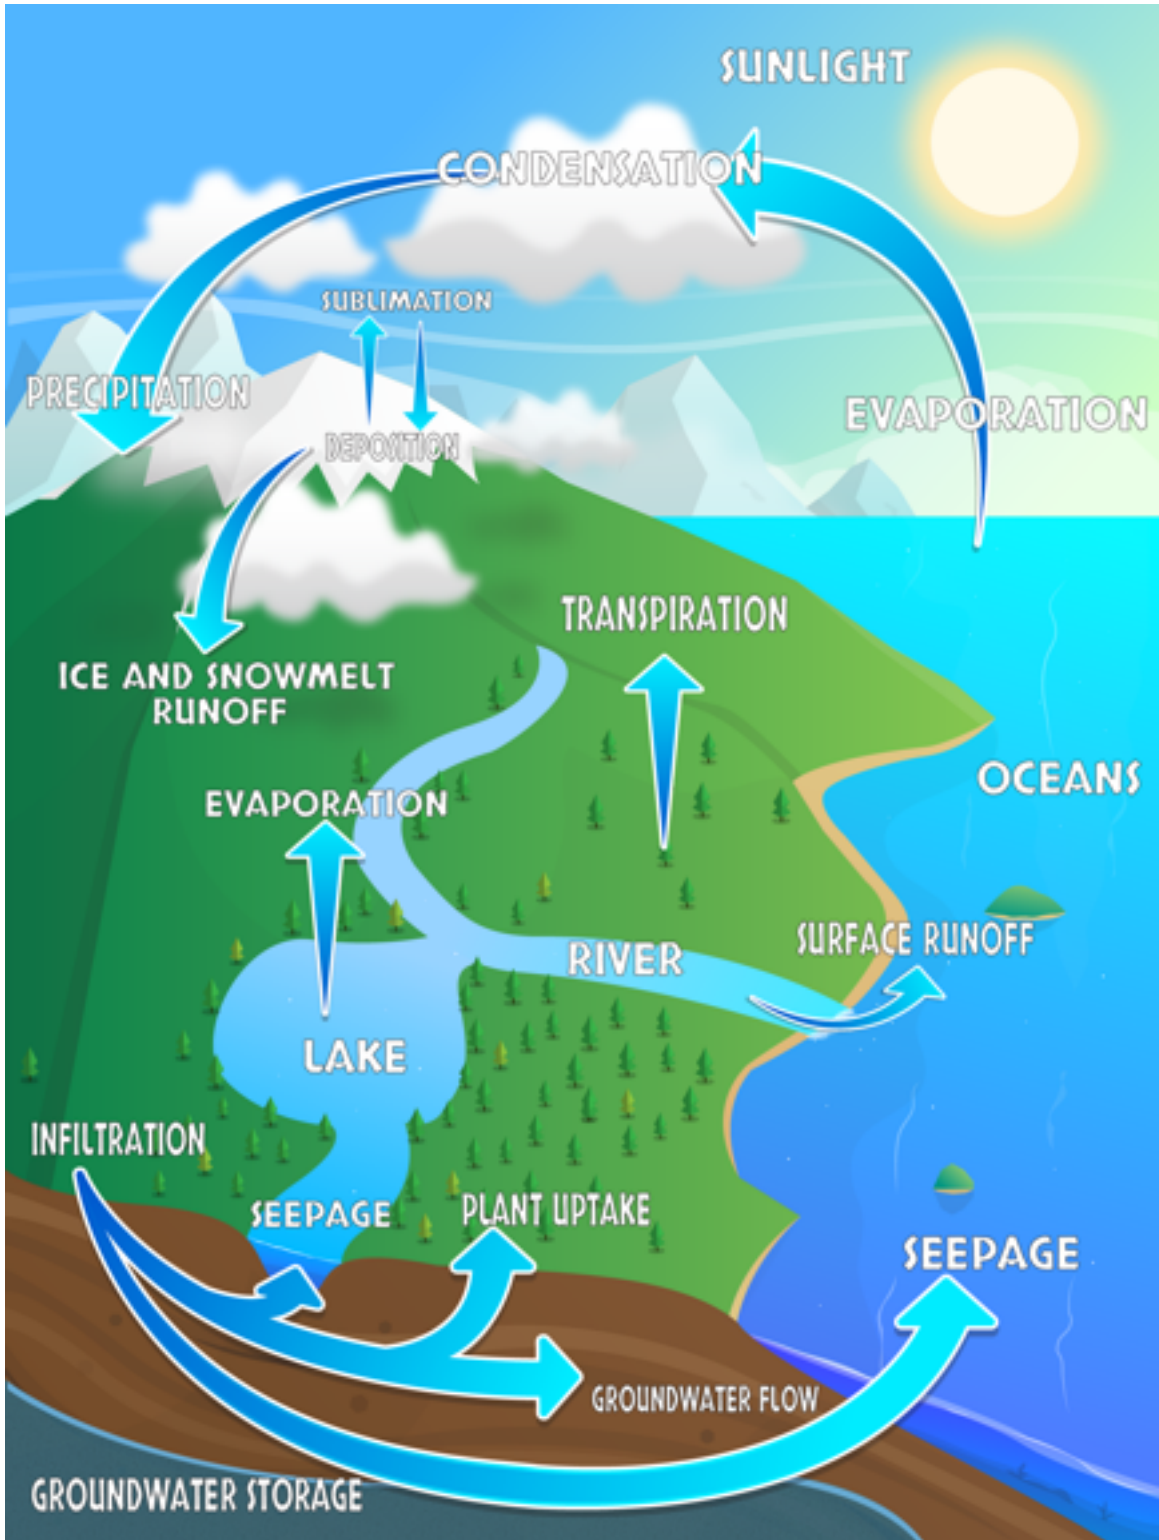 SUNLIGHT
CONDENSATION
SUBLIMATION
PRECIPITATION
EVAPORATION
DEPOSITION
TRANSPIRATION
ICE AND SNOWMELT
RUNOFF
OCEANS
EVAPORATION
SURFACE RUNOFF
RIVER
LAKE
INFILTRATION
SEEPAGE
PLANT UPTAKE
SEEPAGE
GROUNDWATER FLOW
GROUNDWATER STORAGE